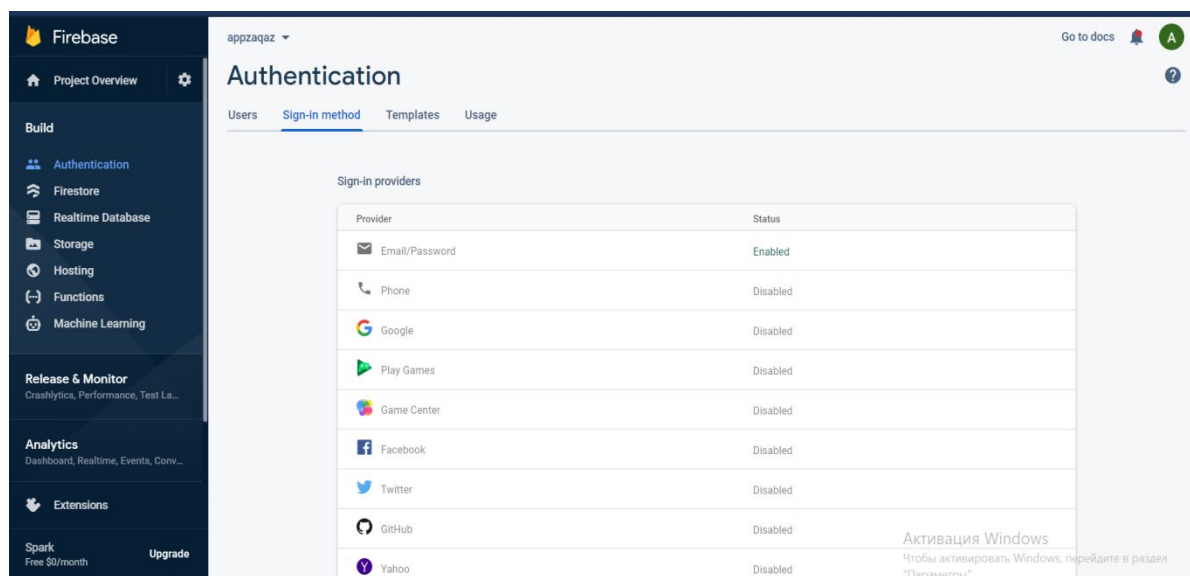 Firebase
Project Overview
Build
Authentication
Firestore
Realtime Database
Storage
Hosting
Functions
Machine Learning
Release & Monitor
Crashlytics, Performance, Test La...
Analytics
Dashboard, Realtime, Events, Conv...
Extensions
Spark
Free $0/month
Upgrade
appzaqaz
Go to docs
A
Authentication
?
Users Sign-in method Templates Usage
Sign-in providers
Provider Status
Email/Password Enabled
Phone Disabled
Google Disabled
Play Games Disabled
Game Center Disabled
Facebook Disabled
Twitter Disabled
GitHub Disabled
Yahoo Disabled
Активация Windows
Чтобы активировать Windows, перейдите в раздел
"Параметры".